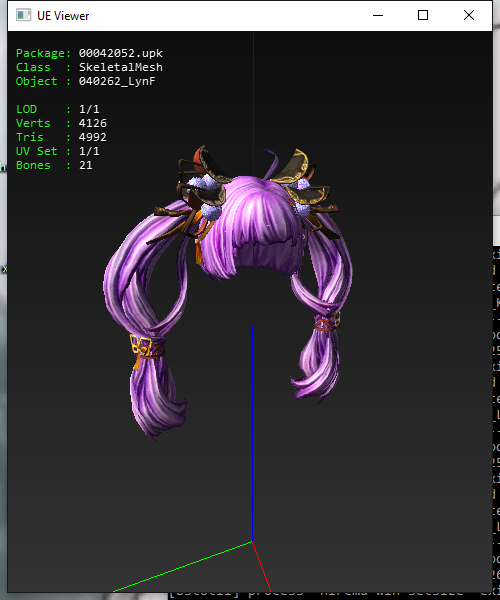 UE Viewer
Package: 00042052.upk
Class : SkeletalMesh
Object : 040262_LynF
LOD : 1/1
Verts : 4126
Tris : 4992
UV Set : 1/1
Bones : 21